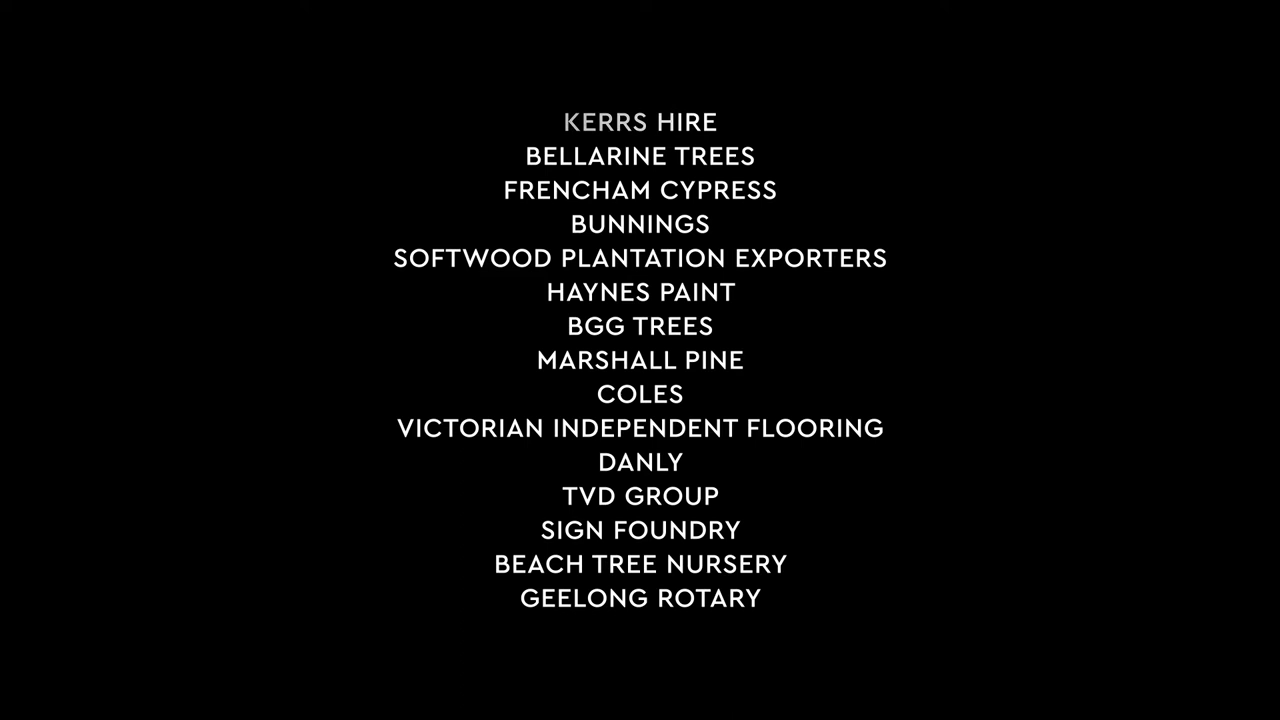 KERRS HIRE
BELLARINE TREES
FRENCHAM CYPRESS
BUNNINGS
SOFTWOOD PLANTATION EXPORTERS
HAYNES PAINT
BGG TREES
MARSHALL PINE
COLES
VICTORIAN INDEPENDENT FLOORING
DANLY
TVD GROUP
SIGN FOUNDRY
BEACH TREE NURSERY
GEELONG ROTARY